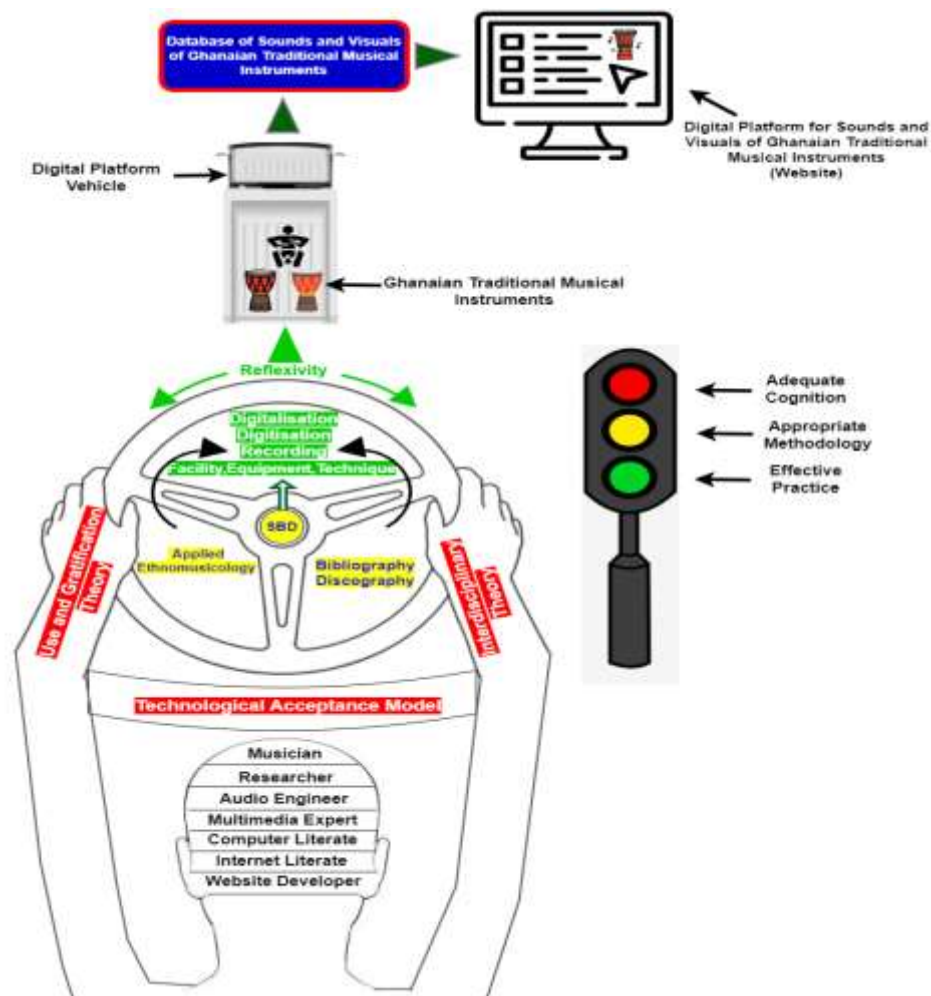 Database of Sounds and Visuals
of Ghanaian Traditional Musical
Instruments
Digital Platform for Sounds and
Visuals of Ghanaian Traditional
Musical Instruments
(Website)
Digital Platform
Vehicle
Ghanaian Traditional Musical
Instruments
Reflexivity
Digitalisation
Digitisation
Recording
Facility,Equipment,Technique
SBD
Applied
Ethnomusicology
Bibliography
Discography
Use and Gratification
Theory
interdisciplinary
Theory
Adequate
Cognition
Appropriate
Methodology
Effective
Practice
Technological Acceptance Model
Musician
Researcher
Audio Engineer
Multimedia Expert
Computer Literate
Internet Literate
Website Developer